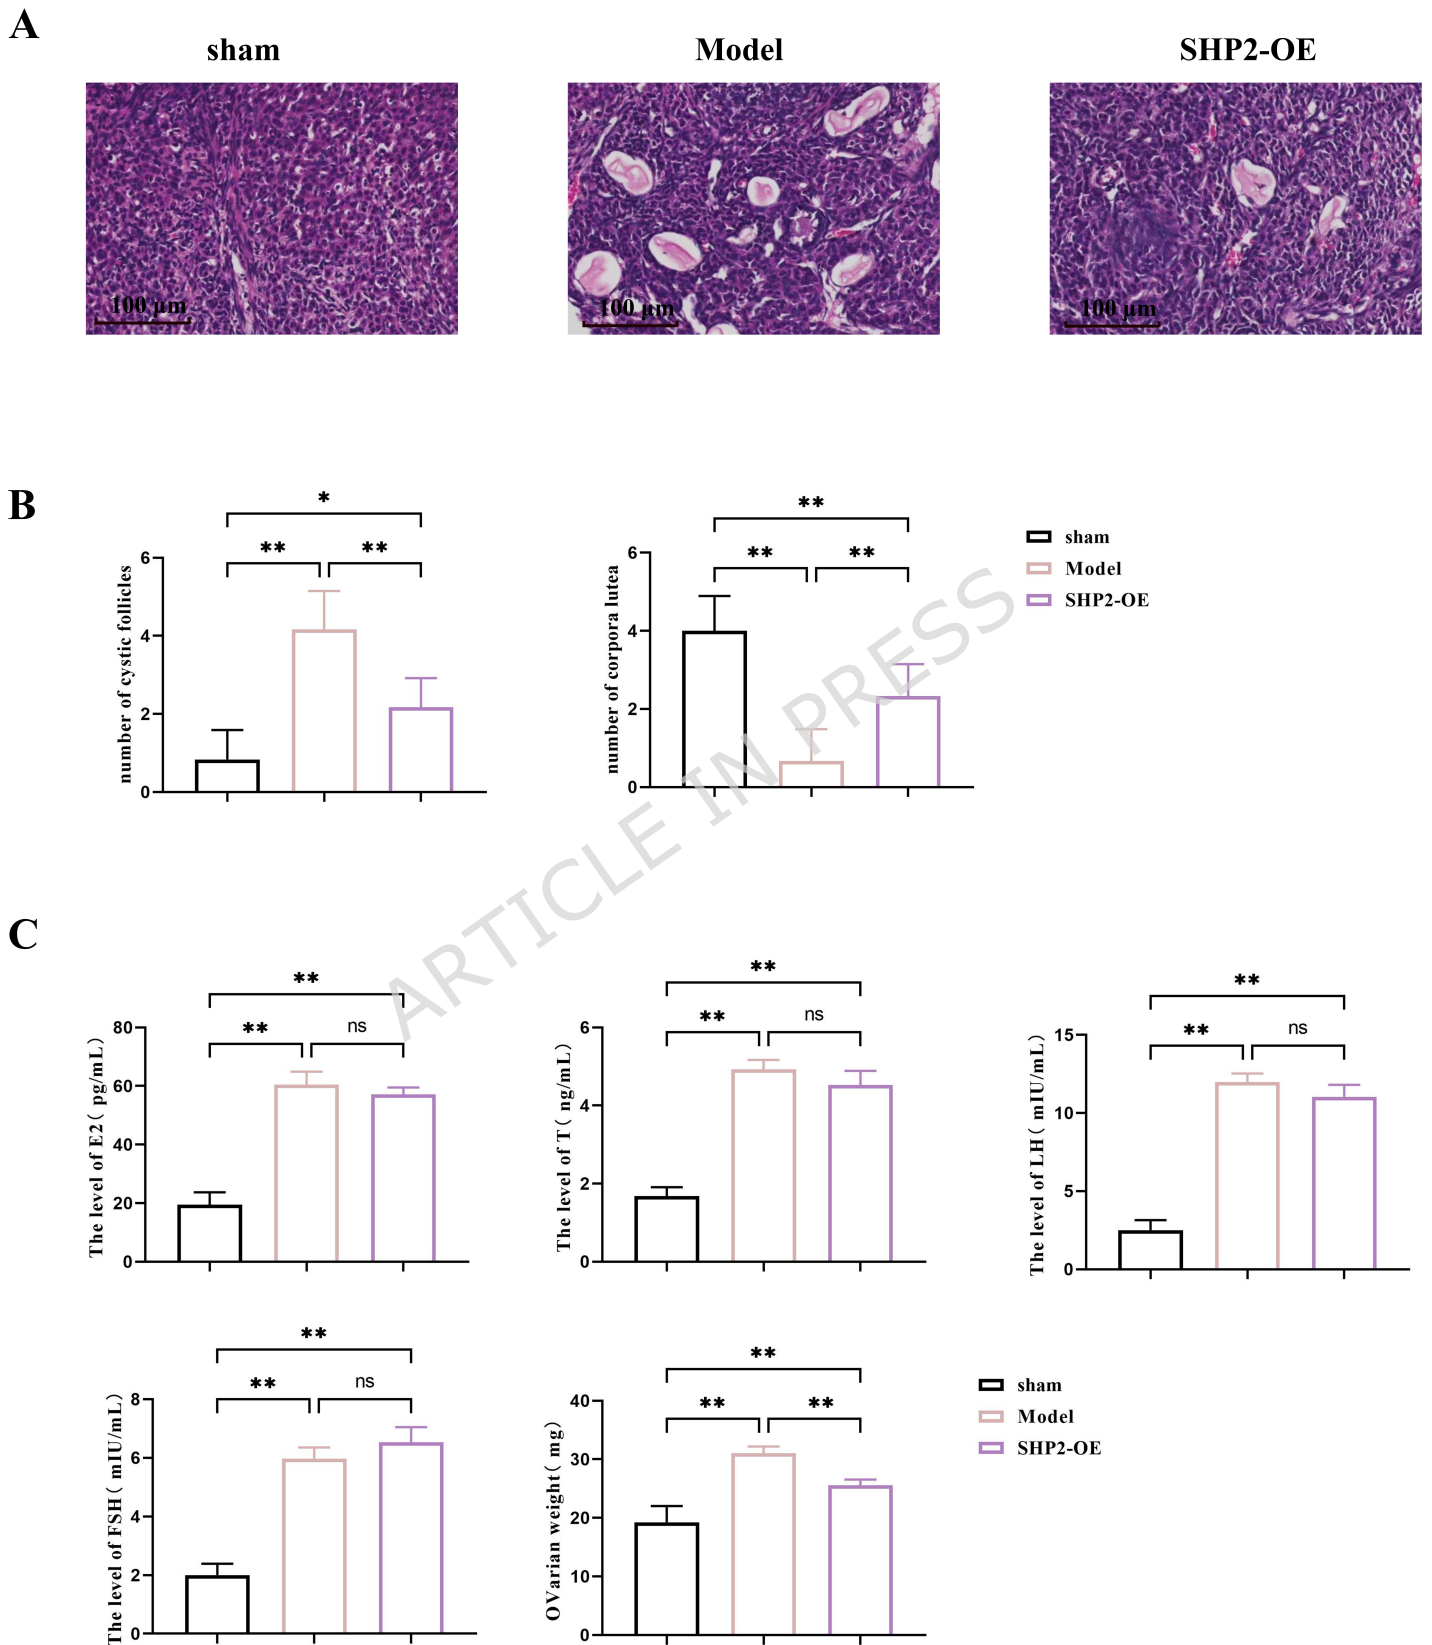 A
sham
Model
SHP2-OE
100 μm
100 μm
100 μm
B
*
**
**
number of cystic follicles
6
4
2
0
**
**
**
number of corpora lutea
6
4
2
0
sham
Model
SHP2-OE
ARTICLE IN PRESS
C
**
**
ns
The level of E2( pg/mL)
80
60
40
20
0
**
**
ns
The level of T( ng/mL)
6
4
2
0
**
**
ns
The level of LH( mIU/mL)
15
10
5
0
**
**
ns
The level of FSH( mIU/mL)
8
6
4
2
0
**
**
**
OVarian weight( mg)
40
30
20
10
0
sham
Model
SHP2-OE